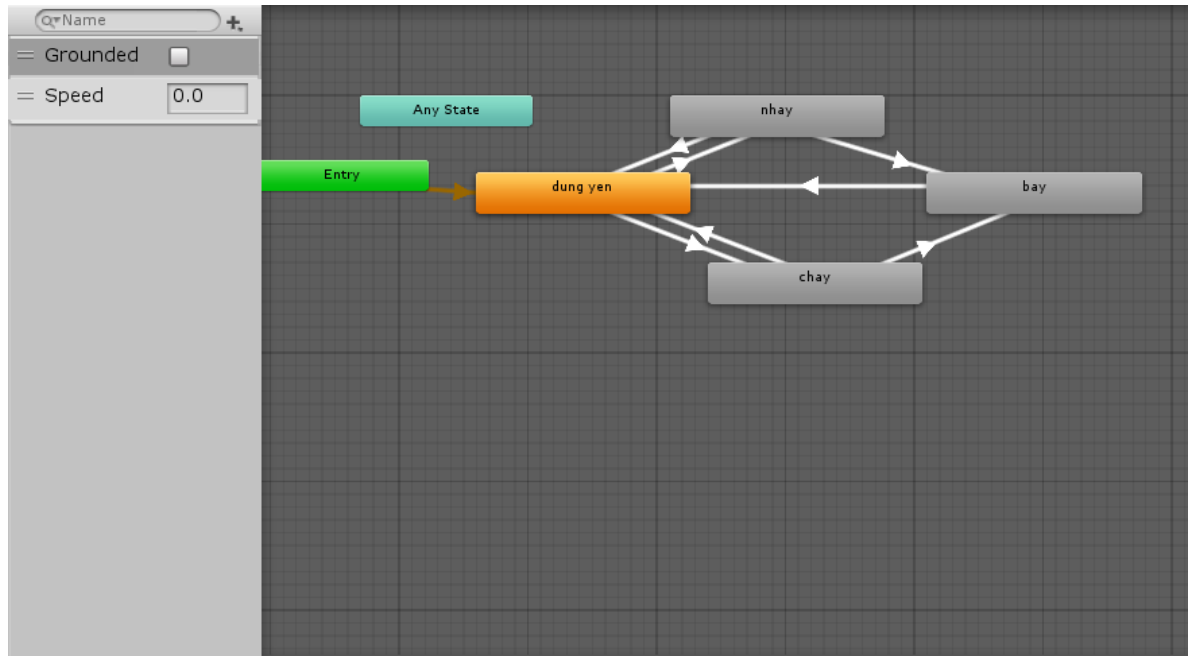 Name
Grounded
Speed 0.0
Any State
nhay
Entry
dung yen
bay
chay